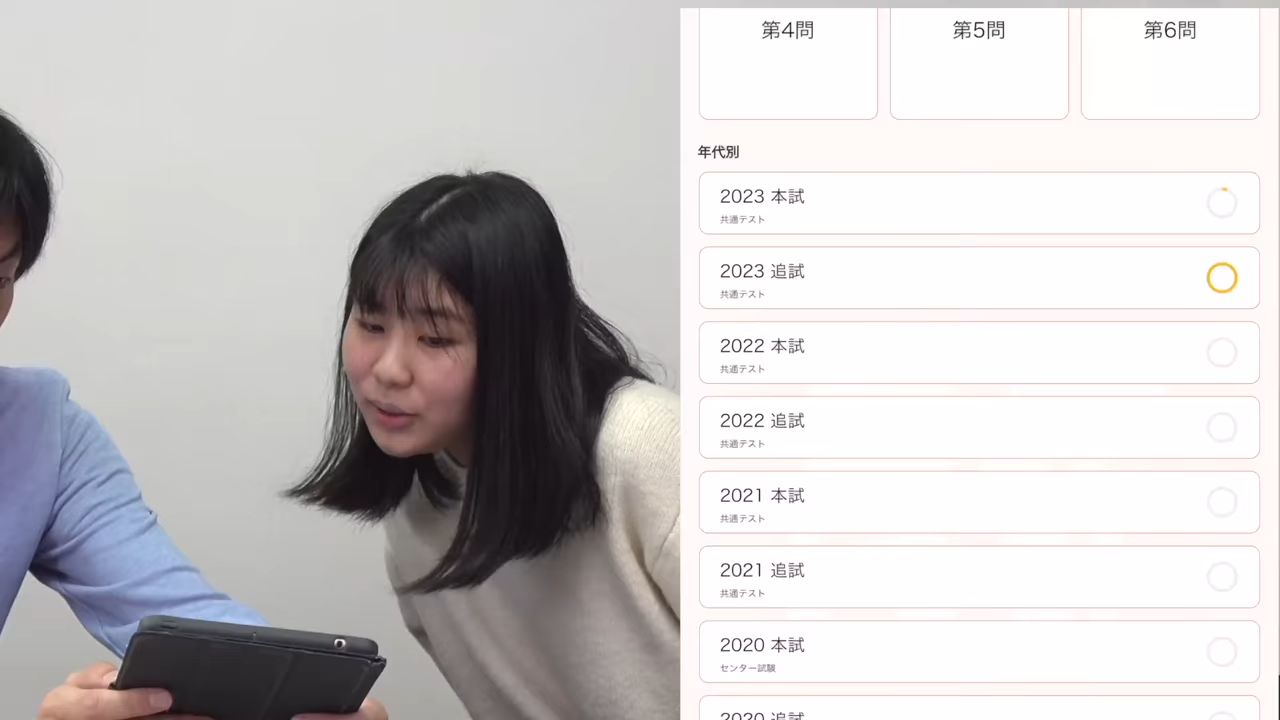 第4問
第5問
第6問
年代別
2023 本試
共通テスト
2023 追試
共通テスト
2022 本試
共通テスト
2022 追試
共通テスト
2021 本試
共通テスト
2021 追試
共通テスト
2020 本試
センター試験
2020 追試